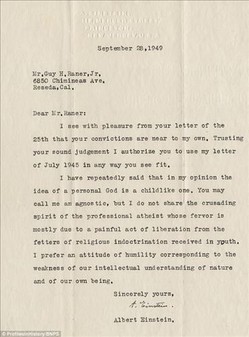 September 28,1949
Mr.Guy H.Raner,Jr.
6850 Chimineas Ave.
Reseda,Cal.
Dear Mr.Raner:
I see with pleasure from your letter of the
25th that your convictions are near to my own. Trusting
your sound judgement I authorize you to use my letter
of July 1945 in any way you see fit.
I have repeatedly said that in my opinion the
idea of a personal God is a childlike one. You may
call me an agnostic, but I do not share the crusading
spirit of the professional atheist whose fervor is
mostly due to a painful act of liberation from the
fetters of religious indoctrination received in youth.
I prefer an attitude of humility corresponding to the
weakness of our intellectual understanding of nature
and of our own being.
Sincerely yours,
A. Einstein.
Albert Einstein.